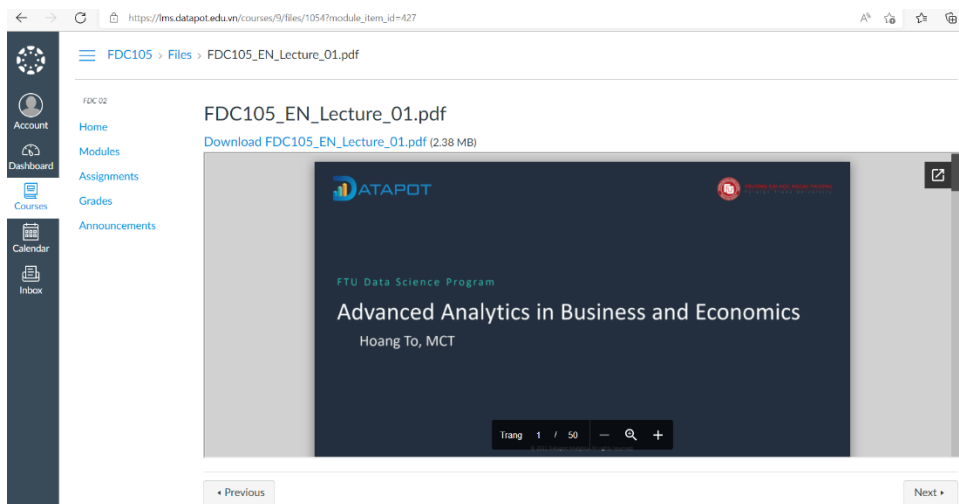 https://lms.datapot.edu.vn/courses/9/files/1054?module_item_id=427
FDC105 › Files › FDC105_EN_Lecture_01.pdf
Account
Dashboard
Courses
Calendar
Inbox
FDC 02
Home
Modules
Assignments
Grades
Announcements
FDC105_EN_Lecture_01.pdf
Download FDC105_EN_Lecture_01.pdf (2.38 MB)
DATAPOT
FTU Data Science Program
Advanced Analytics in Business and Economics
Hoang To, MCT
Trang 1 / 50
Previous
Next